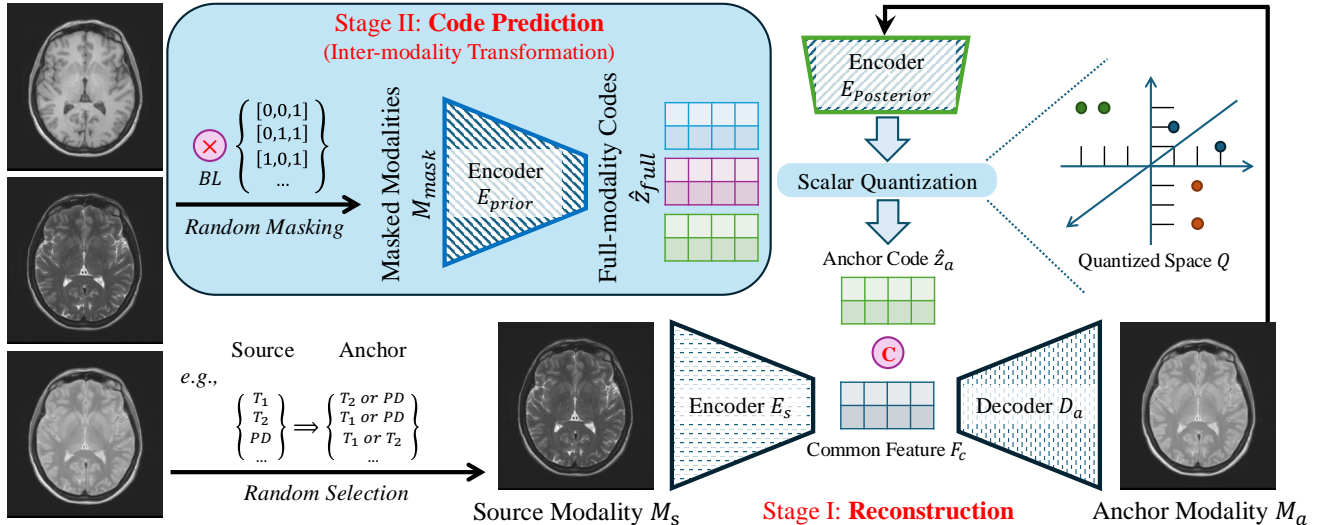 Stage II: Code Prediction
(Inter-modality Transformation)
×
BL
[0,0,1]
[0,1,1]
[1,0,1]
...
Random Masking
Masked Modalities
M_mask
Encoder
E_prior
Full-modality Codes
ẑ_full
Encoder
E_Posterior
Scalar Quantization
Anchor Code ẑ_a
Quantized Space Q
Source
Anchor
e.g.,
T_1
T_2
PD
...
⇒
T_2 or PD
T_1 or PD
T_1 or T_2
...
Random Selection
Source Modality M_s
Encoder E_s
C
Common Feature F_c
Decoder D_a
Stage I: Reconstruction
Anchor Modality M_a